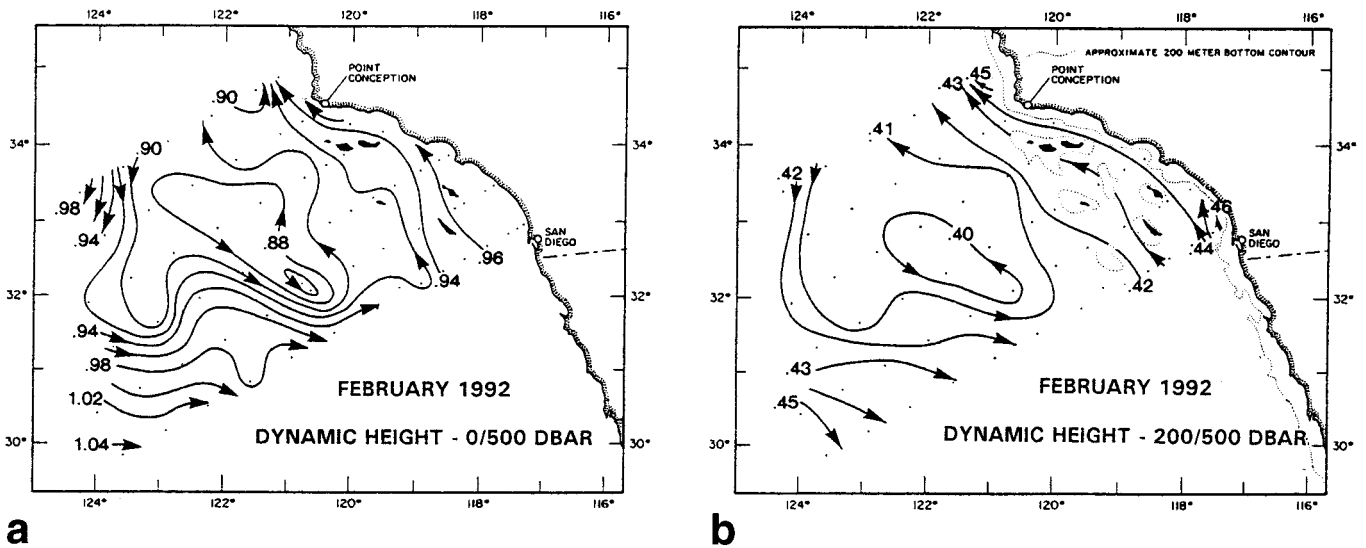 124° 122° 120° 118° 116°
POINT
CONCEPTION
.90
34° 34°
.90
.98
.94
.88
SAN
DIEGO
.96
.94
32° 32°
.94
.98
FEBRUARY 1992
1.02
DYNAMIC HEIGHT - 0/500 DBAR
1.04
30° 30°
124° 122° 120° 118° 116°
a
124° 122° 120° 118° 116°
APPROXIMATE 200 METER BOTTOM CONTOUR
POINT
CONCEPTION
.45
.43
.41
34° 34°
.42
.46
SAN
DIEGO
.40
.44
.42
32° 32°
.43
FEBRUARY 1992
.45
DYNAMIC HEIGHT - 200/500 DBAR
30° 30°
124° 122° 120° 118° 116°
b